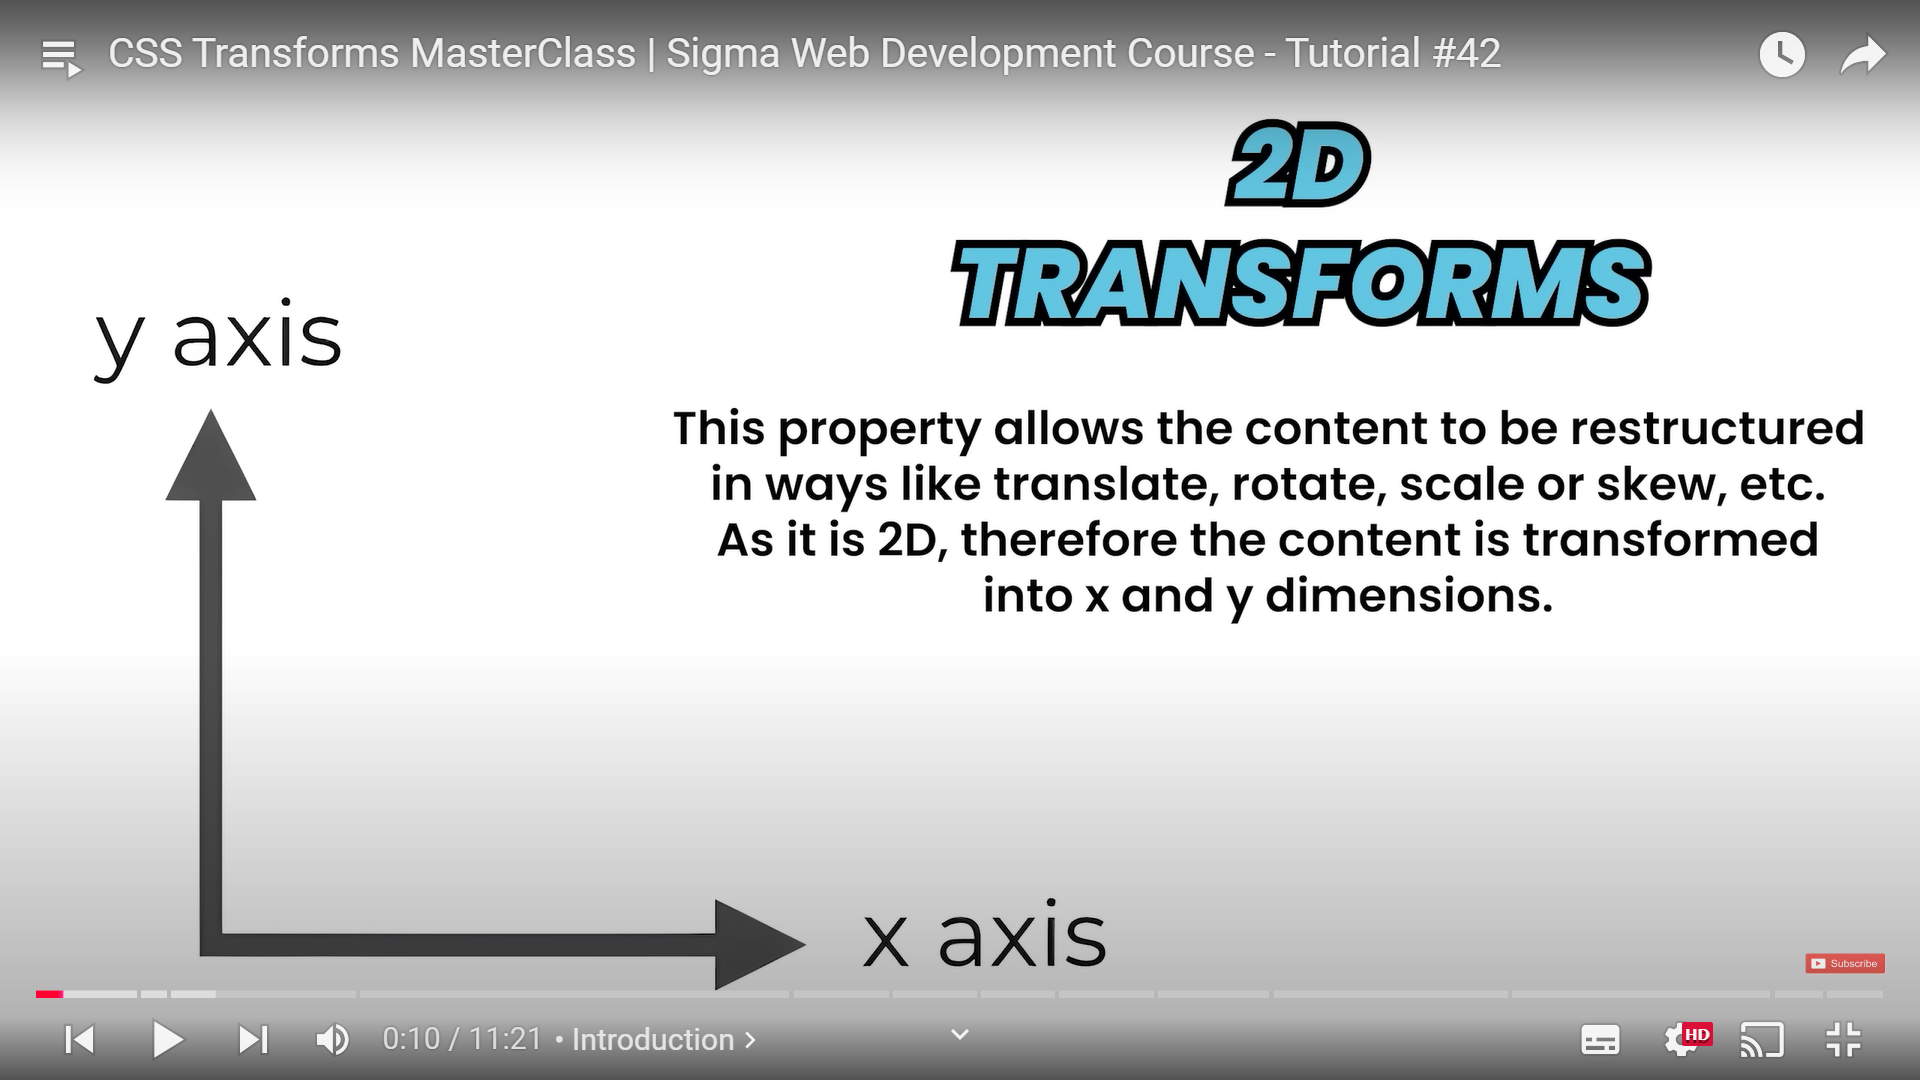 CSS Transforms MasterClass | Sigma Web Development Course - Tutorial #42
2D
TRANSFORMS
y axis
This property allows the content to be restructured
in ways like translate, rotate, scale or skew, etc.
As it is 2D, therefore the content is transformed
into x and y dimensions.
x axis
Subscribe
0:10 / 11:21 • Introduction >
HD